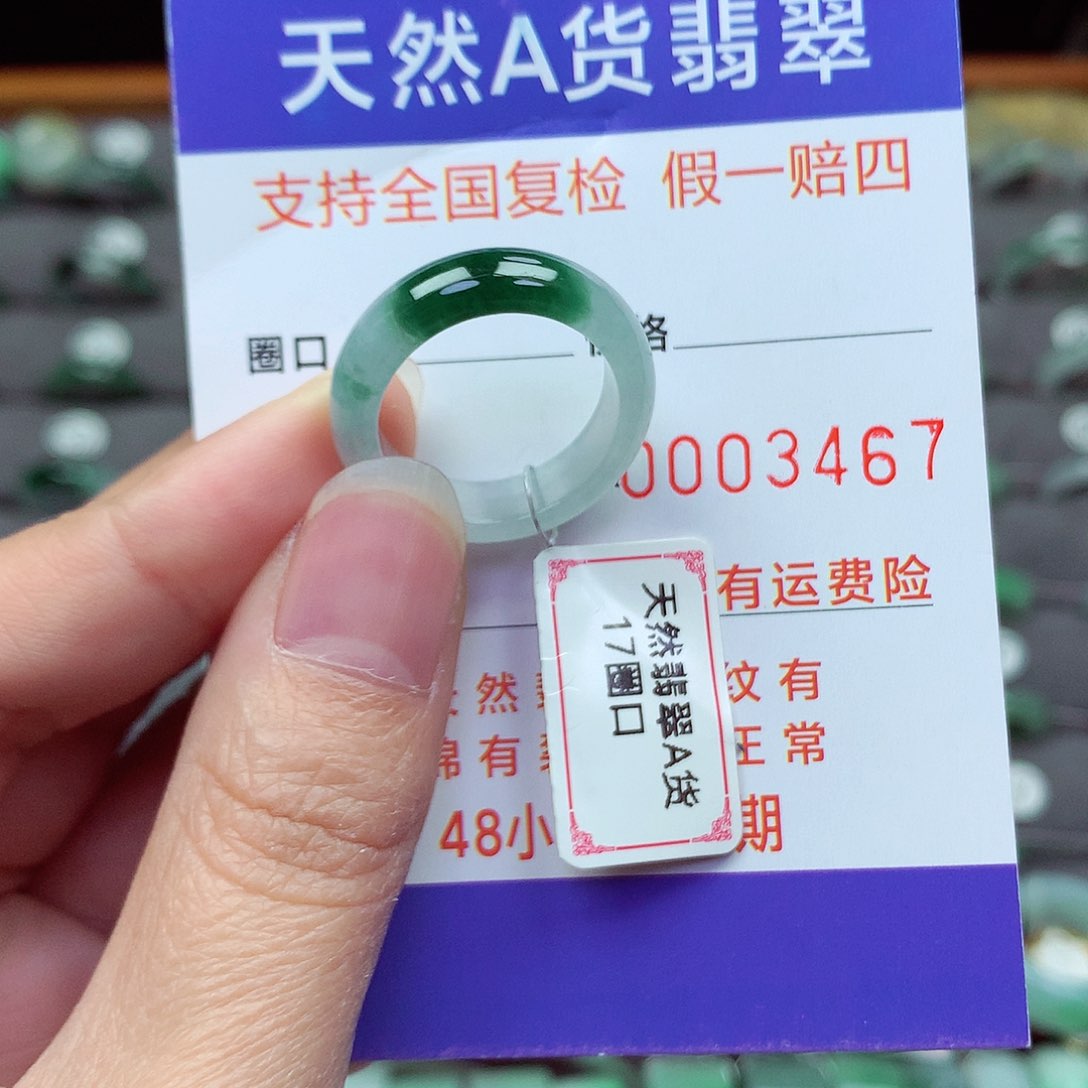 天然A货翡翠
支持全国复检 假一赔四
圈口
格
0003467
有运费险
然 纹有
有 正常
48小 期
天然翡翠A货
17圈口